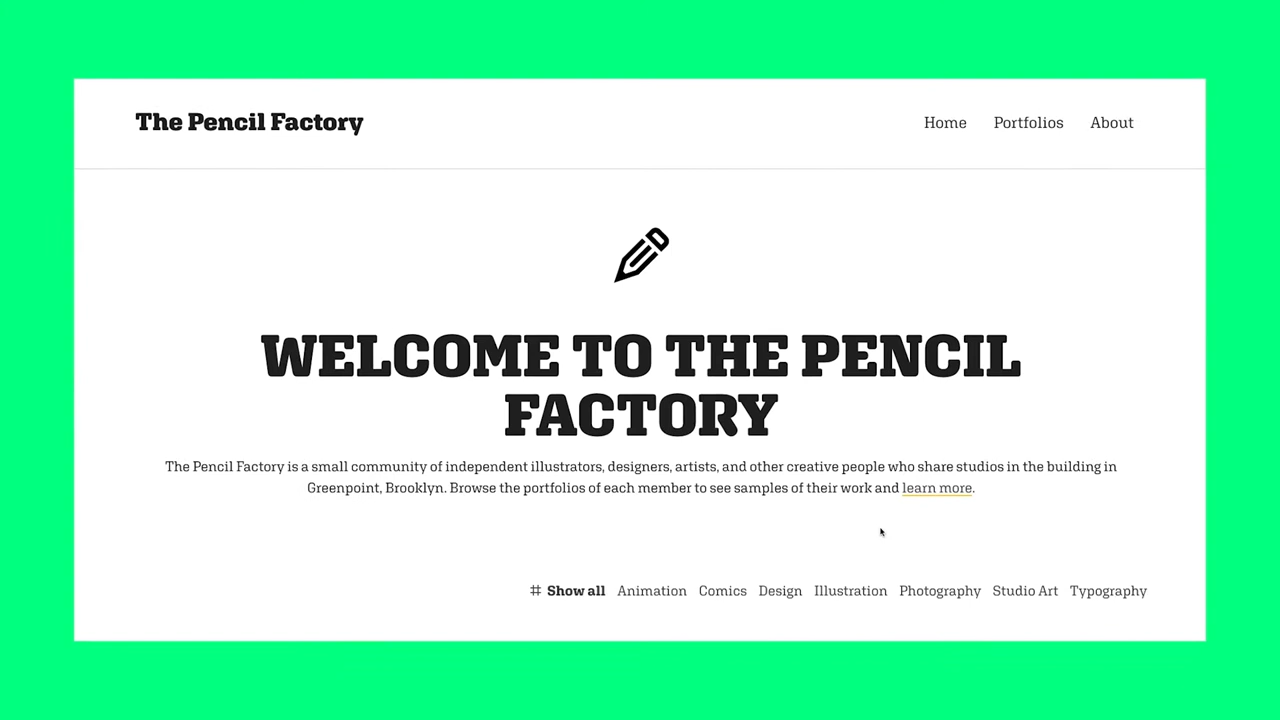 The Pencil Factory
Home Portfolios About
WELCOME TO THE PENCIL
FACTORY
The Pencil Factory is a small community of independent illustrators, designers, artists, and other creative people who share studios in the building in
Greenpoint, Brooklyn. Browse the portfolios of each member to see samples of their work and learn more.
# Show all Animation Comics Design Illustration Photography Studio Art Typography